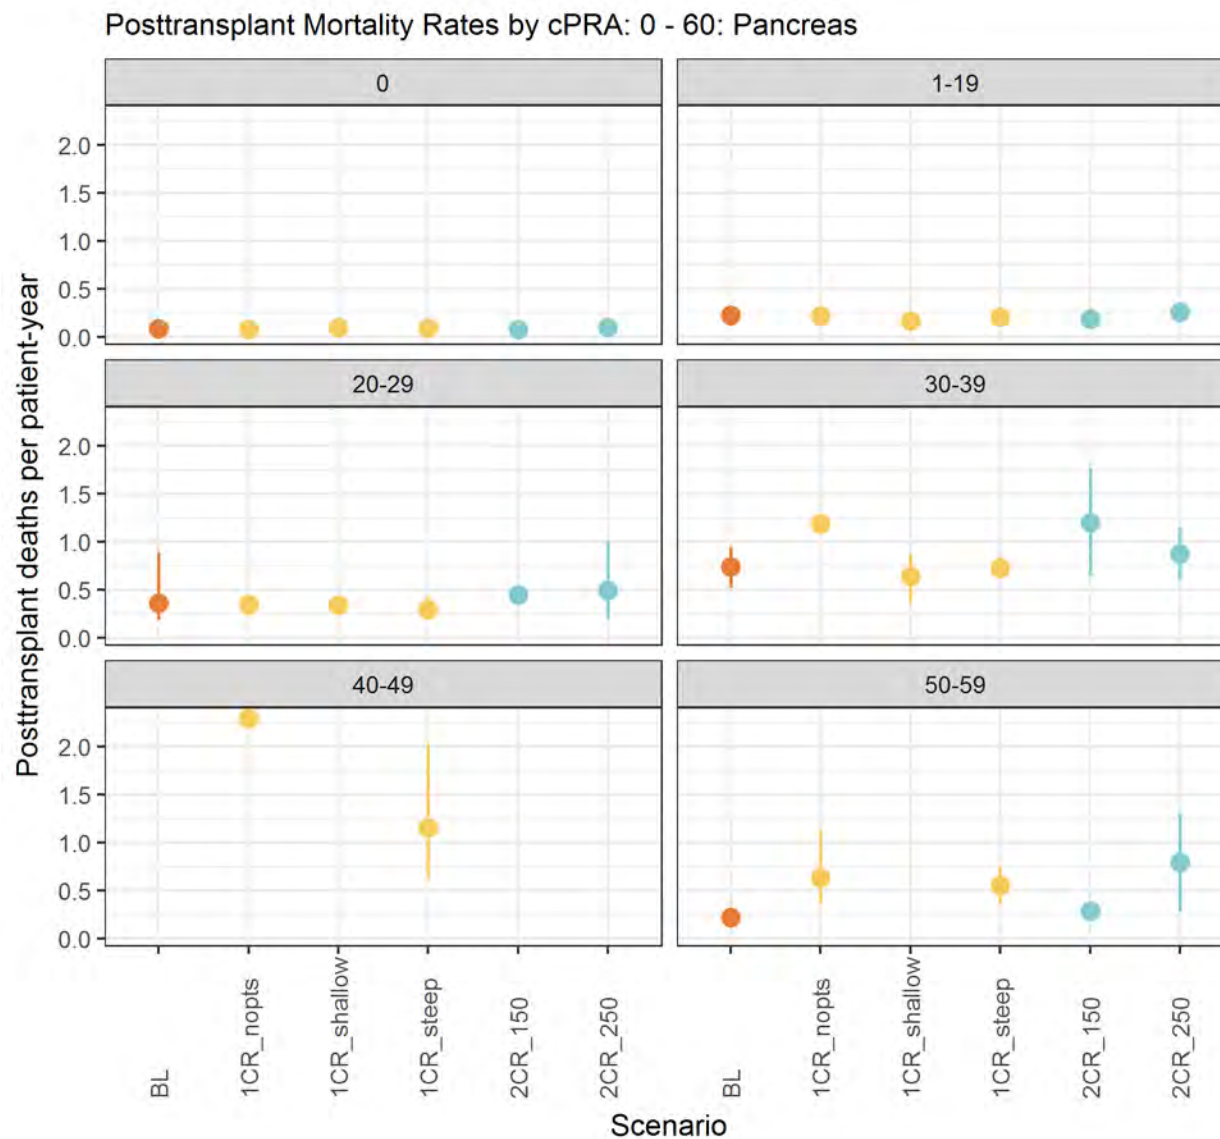 Posttransplant Mortality Rates by cPRA: 0 - 60: Pancreas
0
1-19
2.0
1.5
1.0
0.5
0.0
20-29
30-39
2.0
1.5
1.0
0.5
0.0
40-49
50-59
2.0
1.5
1.0
0.5
0.0
Posttransplant deaths per patient-year
BL
1CR_nopts
1CR_shallow
1CR_steep
2CR_150
2CR_250
BL
1CR_nopts
1CR_shallow
1CR_steep
2CR_150
2CR_250
Scenario